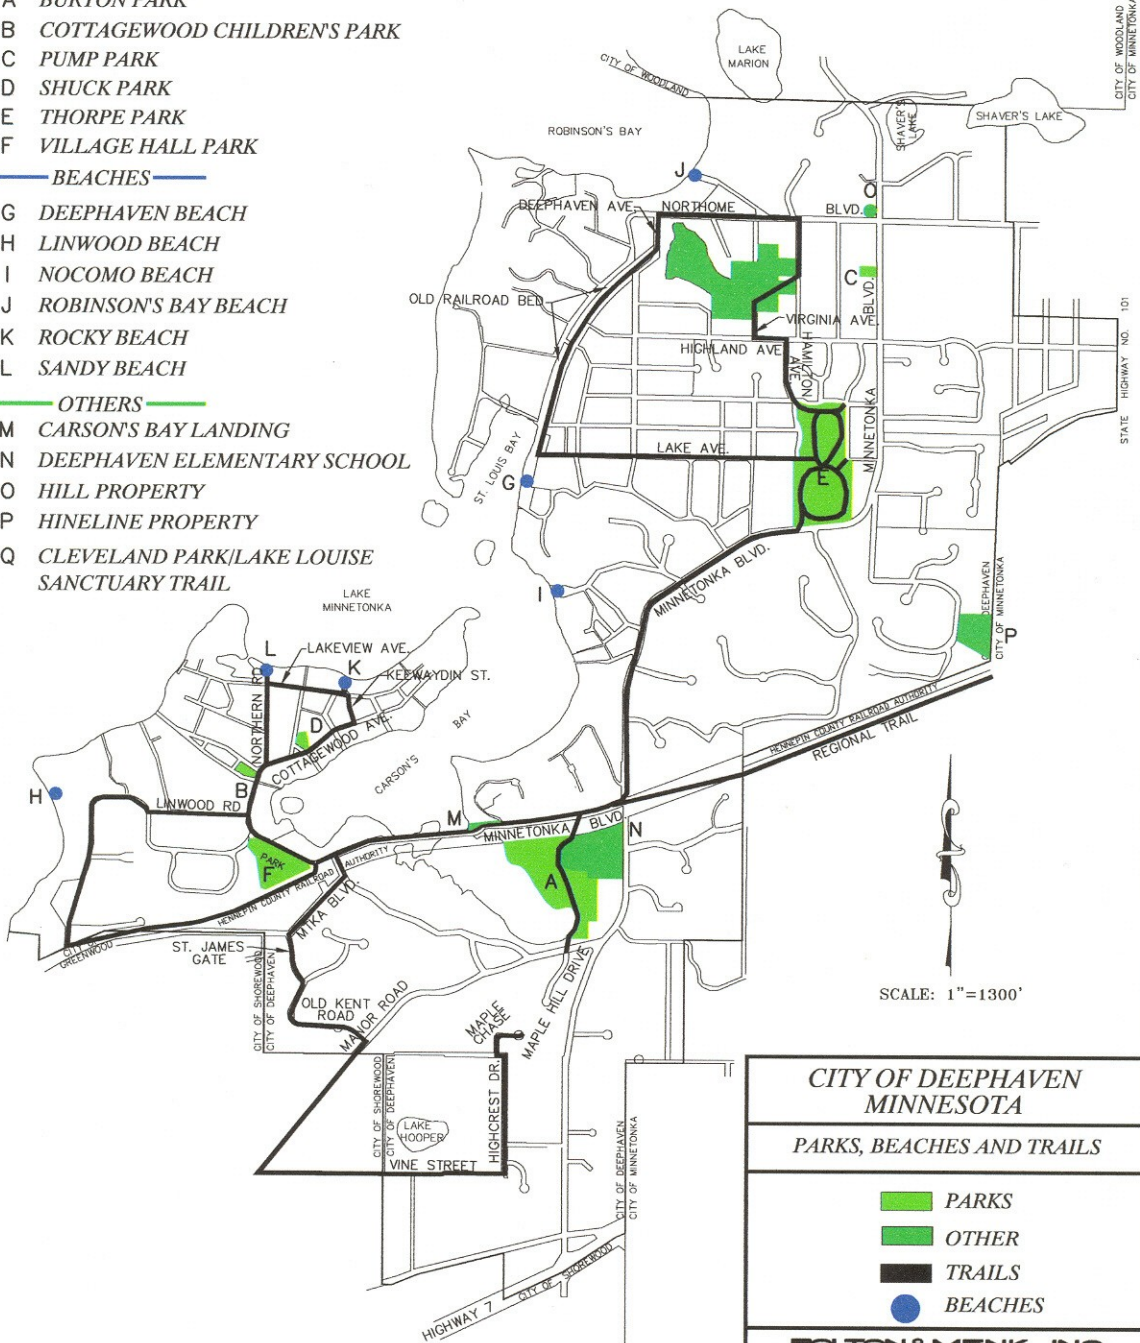 A BURTON PARK
B COTTAGEWOOD CHILDREN'S PARK
C PUMP PARK
D SHUCK PARK
E THORPE PARK
F VILLAGE HALL PARK
BEACHES
G DEEPHAVEN BEACH
H LINWOOD BEACH
I NOCOMO BEACH
J ROBINSON'S BAY BEACH
K ROCKY BEACH
L SANDY BEACH
OTHERS
M CARSON'S BAY LANDING
N DEEPHAVEN ELEMENTARY SCHOOL
O HILL PROPERTY
P HINELINE PROPERTY
Q CLEVELAND PARK/LAKE LOUISE
SANCTUARY TRAIL
CITY OF WOODLAND
LAKE
MARION
CITY OF WOODLAND
CITY OF MINNETONKA
SHAVER'S
LAKE
SHAVER'S LAKE
ROBINSON'S BAY
J
O
DEEPHAVEN AVE.
NORTHOME
BLVD.
C
BLVD.
OLD RAILROAD BED
VIRGINIA AVE.
HIGHLAND AVE
HAMILTON
AVE.
STATE HIGHWAY NO. 101
MINNETONKA
LAKE AVE.
E
ST. LOUIS BAY
G
I
MINNETONKA BLVD.
DEEPHAVEN
CITY OF MINNETONKA
P
LAKE
MINNETONKA
L
LAKEVIEW AVE.
K
KEEWAYDIN ST.
NORTHERN RD
D
COTTAGEWOOD AVE.
BAY
CARSON'S
HENNEPIN COUNTY RAILROAD AUTHORITY
REGIONAL TRAIL
H
B
LINWOOD RD
M
MINNETONKA
BLVD
N
PARK
F
AUTHORITY
HENNEPIN COUNTY RAILROAD
A
MTKA BLVD.
CITY OF
GREENWOOD
ST. JAMES
GATE
CITY OF SHOREWOOD
CITY OF DEEPHAVEN
OLD KENT
ROAD
MANOR ROAD
MAPLE
CHASE
MAPLE HILL DRIVE
SCALE: 1"=1300'
CITY OF SHOREWOOD
CITY OF DEEPHAVEN
LAKE
HOOPER
HIGHCREST DR.
VINE STREET
CITY OF DEEPHAVEN
CITY OF MINNETONKA
CITY OF SHOREWOOD
HIGHWAY 7
CITY OF DEEPHAVEN
MINNESOTA
PARKS, BEACHES AND TRAILS
PARKS
OTHER
TRAILS
BEACHES
BOLTON & MENK, INC.